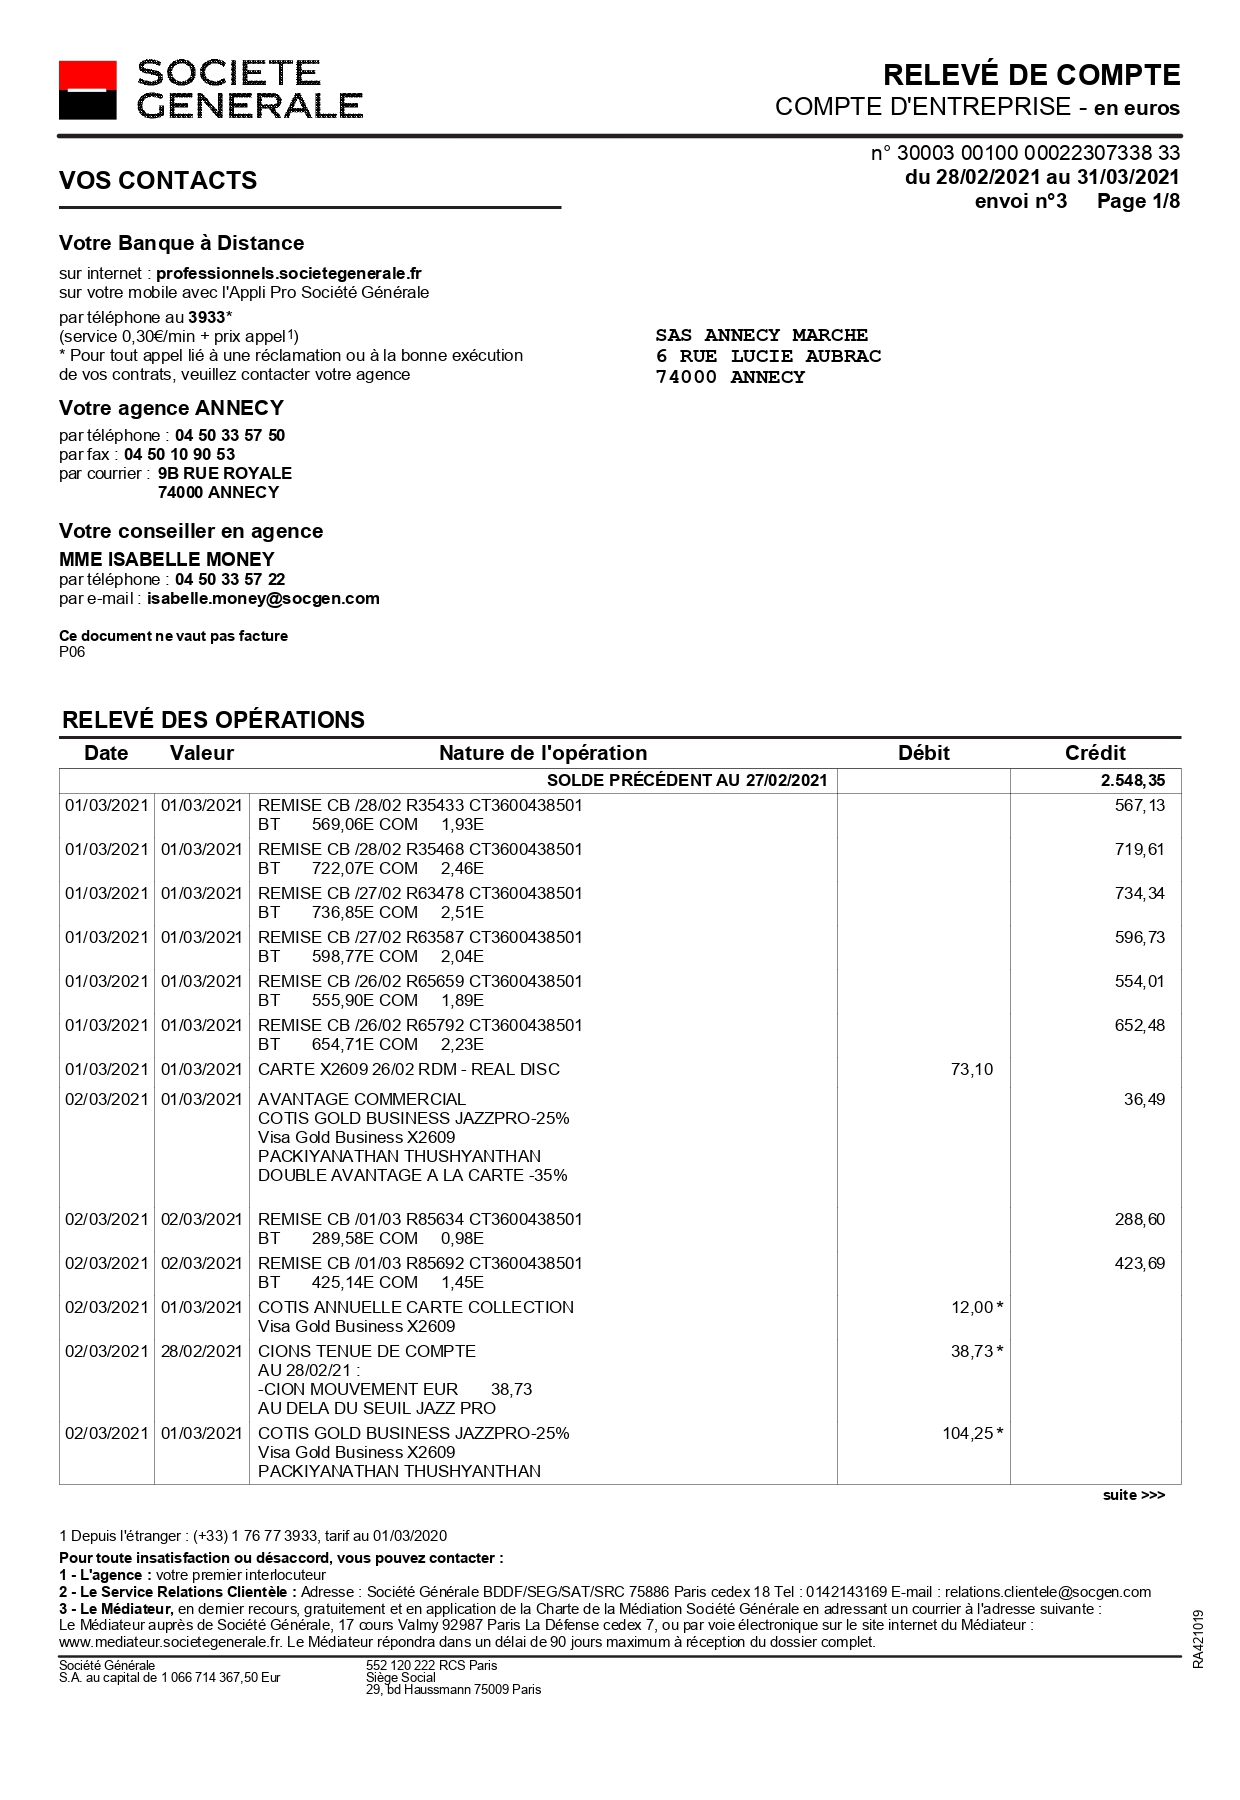 SOCIETE
GENERALE
RELEVÉ DE COMPTE
COMPTE D'ENTREPRISE - en euros
n° 30003 00100 00022307338 33
du 28/02/2021 au 31/03/2021
envoi n°3 Page 1/8
VOS CONTACTS
Votre Banque à Distance
sur internet : professionnels.societegenerale.fr
sur votre mobile avec l'Appli Pro Société Générale
par téléphone au 3933*
(service 0,30€/min + prix appel1)
* Pour tout appel lié à une réclamation ou à la bonne exécution
de vos contrats, veuillez contacter votre agence
SAS ANNECY MARCHE
6 RUE LUCIE AUBRAC
74000 ANNECY
Votre agence ANNECY
par téléphone : 04 50 33 57 50
par fax : 04 50 10 90 53
par courrier : 9B RUE ROYALE
74000 ANNECY
Votre conseiller en agence
MME ISABELLE MONEY
par téléphone : 04 50 33 57 22
par e-mail : isabelle.money@socgen.com
Ce document ne vaut pas facture
P06
RELEVÉ DES OPÉRATIONS
Date Valeur Nature de l'opération Débit Crédit
SOLDE PRÉCÉDENT AU 27/02/2021 2.548,35
01/03/2021 01/03/2021 REMISE CB /28/02 R35433 CT3600438501 567,13
BT 569,06E COM 1,93E
01/03/2021 01/03/2021 REMISE CB /28/02 R35468 CT3600438501 719,61
BT 722,07E COM 2,46E
01/03/2021 01/03/2021 REMISE CB /27/02 R63478 CT3600438501 734,34
BT 736,85E COM 2,51E
01/03/2021 01/03/2021 REMISE CB /27/02 R63587 CT3600438501 596,73
BT 598,77E COM 2,04E
01/03/2021 01/03/2021 REMISE CB /26/02 R65659 CT3600438501 554,01
BT 555,90E COM 1,89E
01/03/2021 01/03/2021 REMISE CB /26/02 R65792 CT3600438501 652,48
BT 654,71E COM 2,23E
01/03/2021 01/03/2021 CARTE X2609 26/02 RDM - REAL DISC 73,10
02/03/2021 01/03/2021 AVANTAGE COMMERCIAL 36,49
COTIS GOLD BUSINESS JAZZPRO-25%
Visa Gold Business X2609
PACKIYANATHAN THUSHYANTHAN
DOUBLE AVANTAGE A LA CARTE -35%
02/03/2021 02/03/2021 REMISE CB /01/03 R85634 CT3600438501 288,60
BT 289,58E COM 0,98E
02/03/2021 02/03/2021 REMISE CB /01/03 R85692 CT3600438501 423,69
BT 425,14E COM 1,45E
02/03/2021 01/03/2021 COTIS ANNUELLE CARTE COLLECTION 12,00 *
Visa Gold Business X2609
02/03/2021 28/02/2021 CIONS TENUE DE COMPTE 38,73 *
AU 28/02/21 :
-CION MOUVEMENT EUR 38,73
AU DELA DU SEUIL JAZZ PRO
02/03/2021 01/03/2021 COTIS GOLD BUSINESS JAZZPRO-25% 104,25 *
Visa Gold Business X2609
PACKIYANATHAN THUSHYANTHAN
suite >>>
1 Depuis l'étranger : (+33) 1 76 77 3933, tarif au 01/03/2020
Pour toute insatisfaction ou désaccord, vous pouvez contacter :
1 - L'agence : votre premier interlocuteur
2 - Le Service Relations Clientèle : Adresse : Société Générale BDDF/SEG/SAT/SRC 75886 Paris cedex 18 Tel : 0142143169 E-mail : relations.clientele@socgen.com
3 - Le Médiateur, en dernier recours, gratuitement et en application de la Charte de la Médiation Société Générale en adressant un courrier à l'adresse suivante :
Le Médiateur auprès de Société Générale, 17 cours Valmy 92987 Paris La Défense cedex 7, ou par voie électronique sur le site internet du Médiateur :
www.mediateur.societegenerale.fr. Le Médiateur répondra dans un délai de 90 jours maximum à réception du dossier complet.
RA421019
Société Générale 552 120 222 RCS Paris
S.A. au capital de 1 066 714 367,50 Eur Siège Social
29, bd Haussmann 75009 Paris